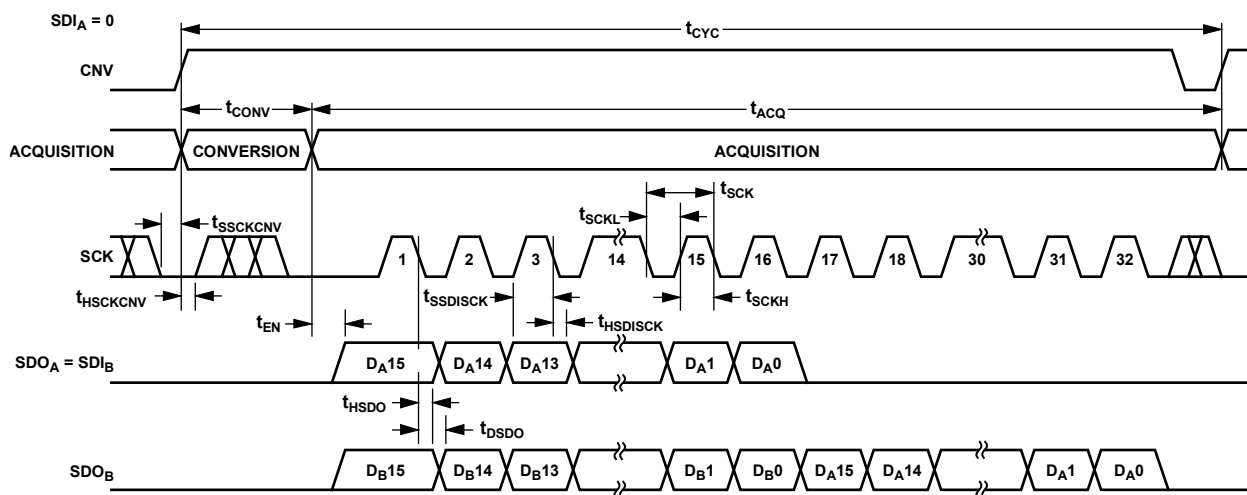 SDIA = 0
tCYC
CNV
tCONV
tACQ
ACQUISITION
CONVERSION
ACQUISITION
tSCK
tSCKL
tSSCKCNV
SCK
1 2 3 14 15 16 17 18 30 31 32
tHSCKCNV
tSSDISCK
tSCKH
tEN
tHSDISCK
SDOA = SDIB
DA15 DA14 DA13 DA1 DA0
tHSDO
tDSDO
SDOB
DB15 DB14 DB13 DB1 DB0 DA15 DA14 DA1 DA0